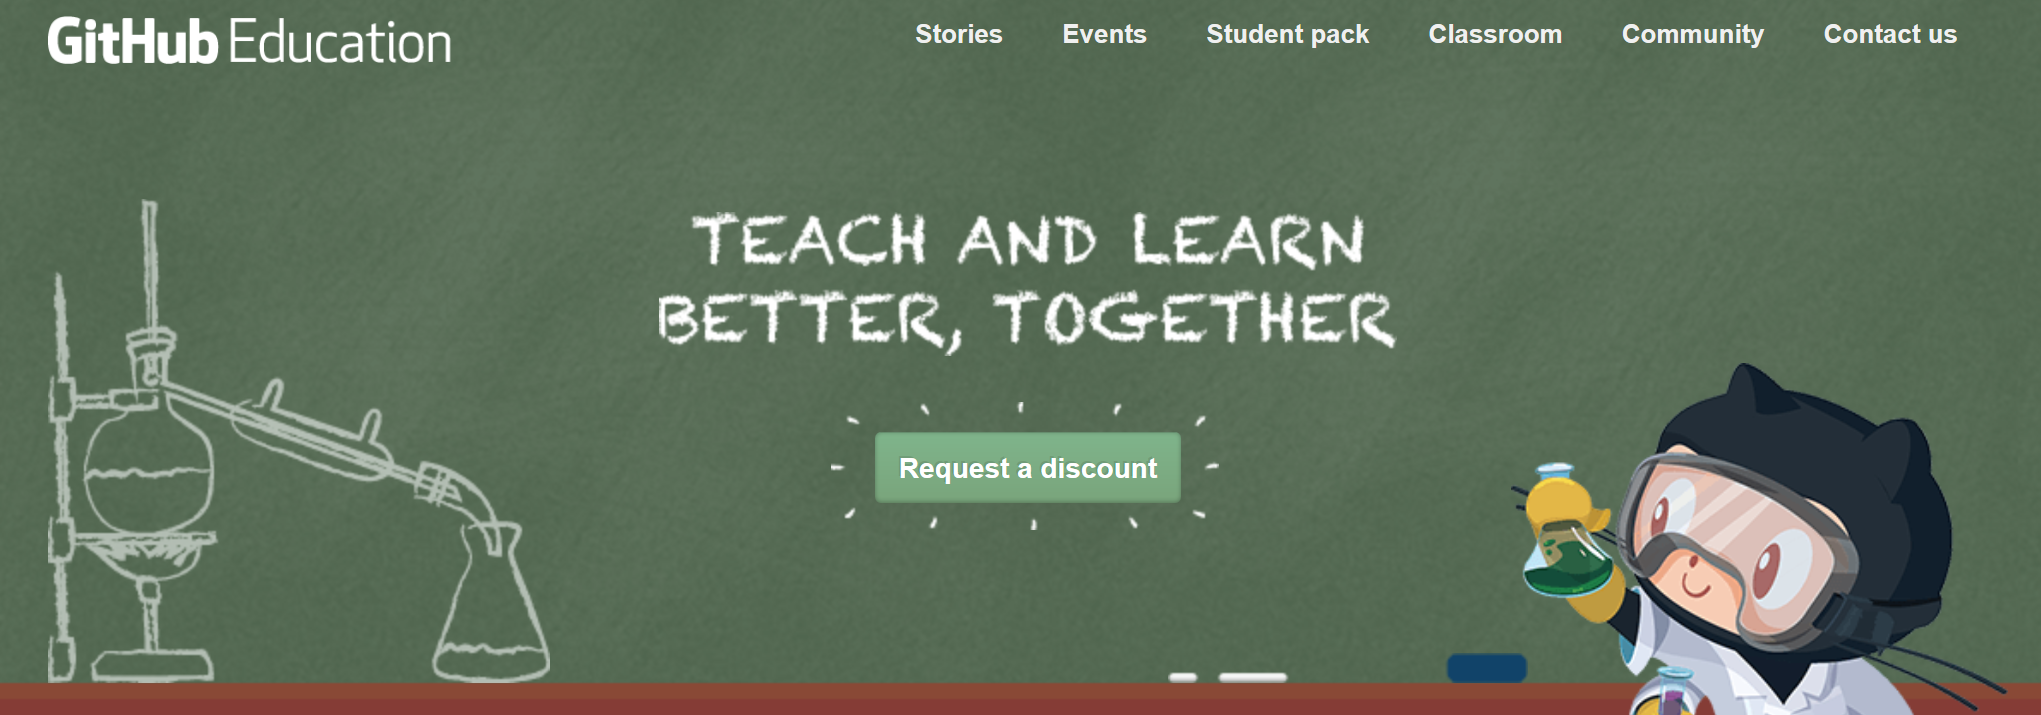 GitHub Education
Stories Events Student pack Classroom Community Contact us
TEACH AND LEARN
BETTER, TOGETHER
Request a discount